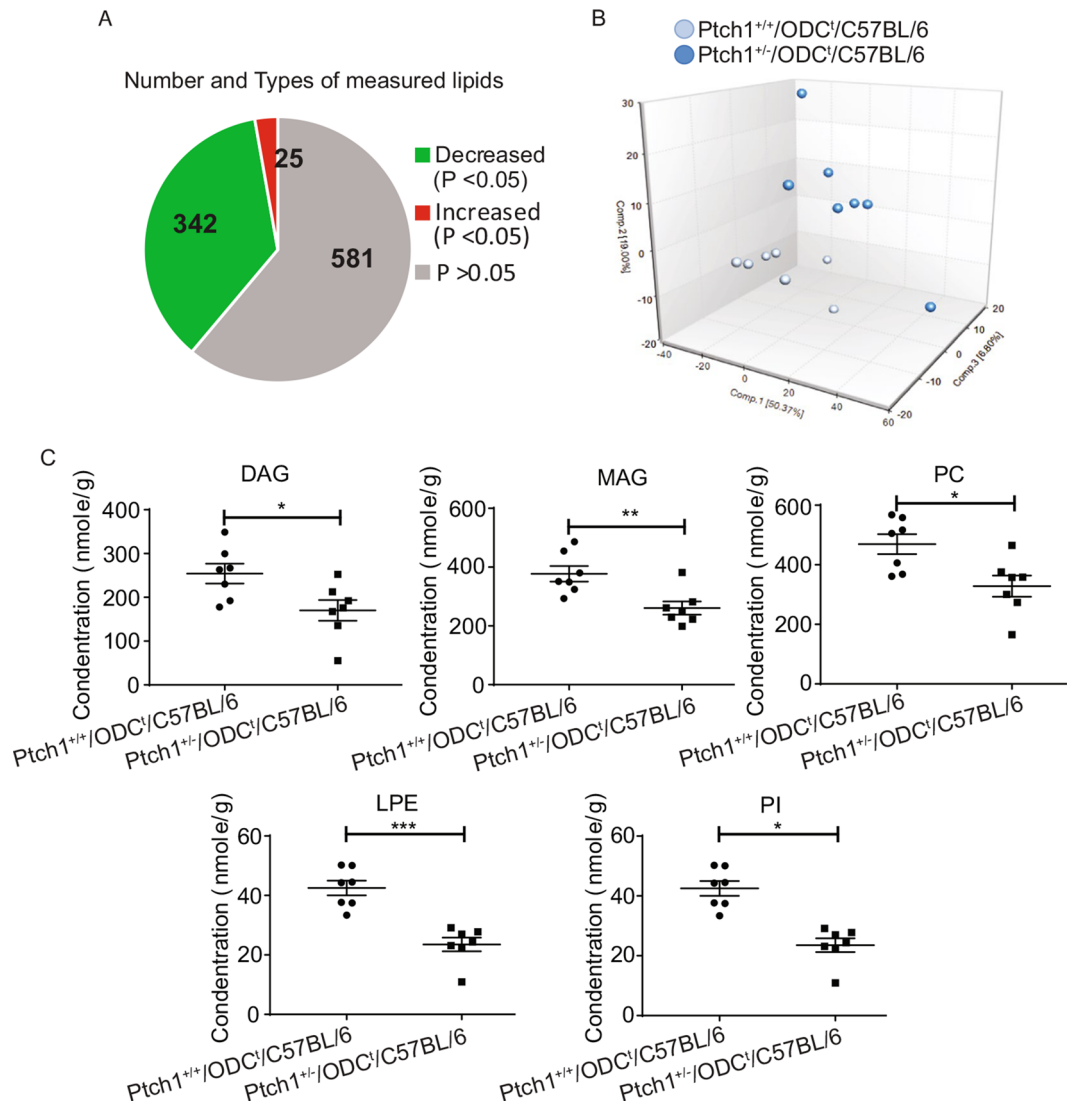 A
Number and Types of measured lipids
25
342
581
Decreased
(P <0.05)
Increased
(P <0.05)
P >0.05
B
Ptch1+/+/ODCt/C57BL/6
Ptch1+/-/ODCt/C57BL/6
30
20
10
0
-10
-20
Comp.2 [19.00%]
-40
-20
0
20
40
60
Comp.1 [50.37%]
20
10
0
-10
-20
Comp.3 [6.80%]
C
DAG
Condentration ( nmole/g)
400
300
200
100
0
*
Ptch1+/+/ODCt/C57BL/6
Ptch1+/-/ODCt/C57BL/6
MAG
Condentration ( nmole/g)
600
400
200
0
**
Ptch1+/+/ODCt/C57BL/6
Ptch1+/-/ODCt/C57BL/6
PC
Condentration ( nmole/g)
600
400
200
0
*
Ptch1+/+/ODCt/C57BL/6
Ptch1+/-/ODCt/C57BL/6
LPE
Condentration ( nmole/g)
60
40
20
0
***
Ptch1+/+/ODCt/C57BL/6
Ptch1+/-/ODCt/C57BL/6
PI
Condentration ( nmole/g)
60
40
20
0
*
Ptch1+/+/ODCt/C57BL/6
Ptch1+/-/ODCt/C57BL/6